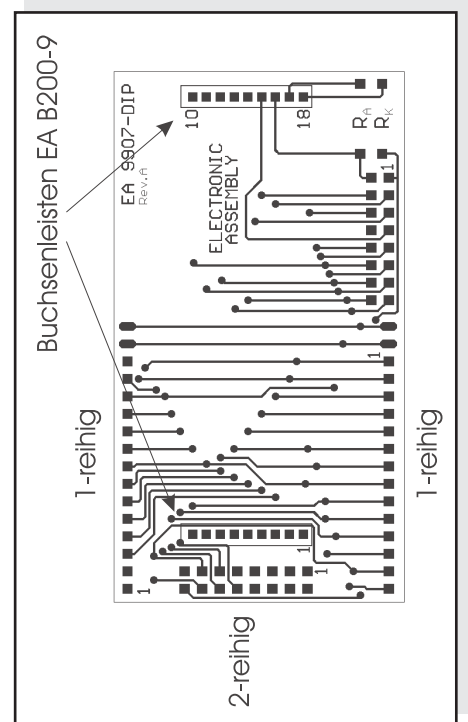 Buchsenleisten EA B200-9
EA 9907-DIP
Rev.A
10
18
RA
RK
ELECTRONIC
ASSEMBLY
1
1
1-reihig
1-reihig
1
1
1
2-reihig